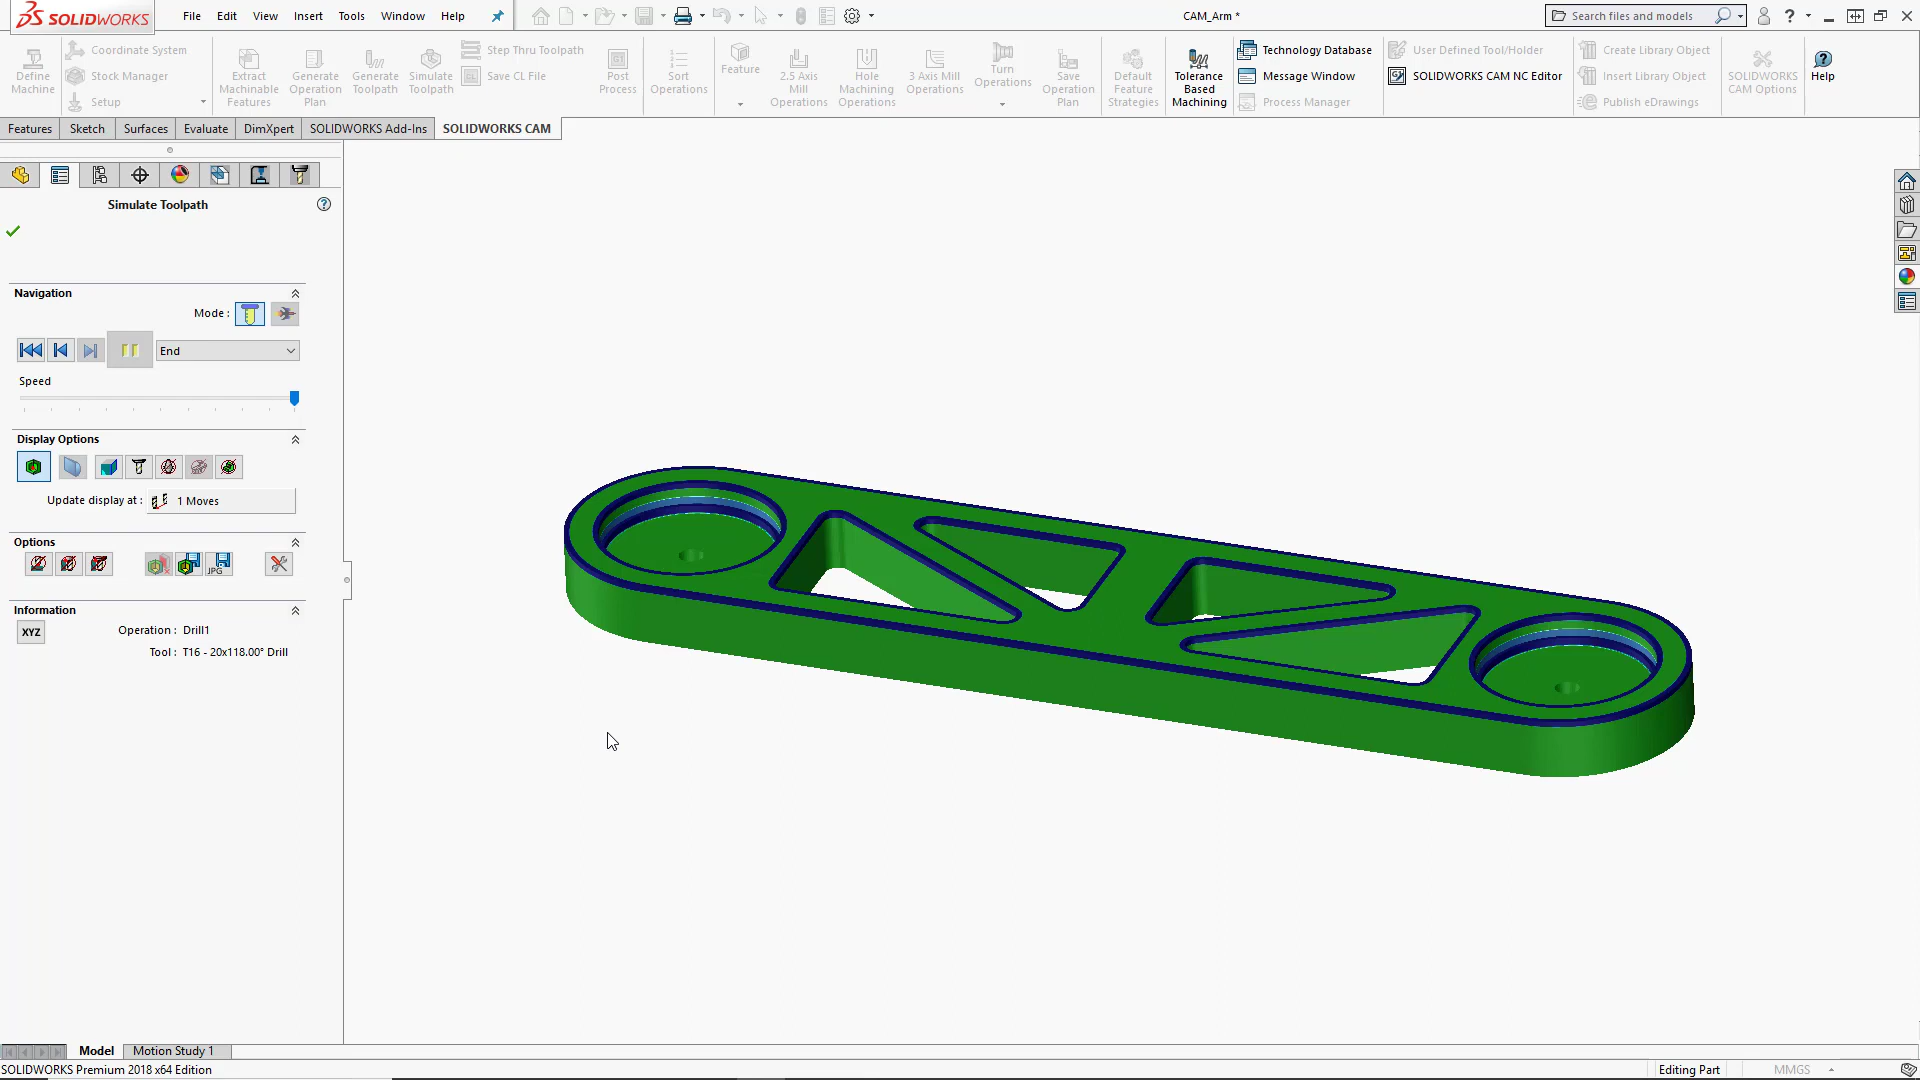 SOLIDWORKS
File Edit View Insert Tools Window Help
CAM_Arm *
Search files and models
Define Machine
Coordinate System
Stock Manager
Setup
Extract Machinable Features
Generate Operation Plan
Generate Toolpath
Simulate Toolpath
Step Thru Toolpath
Save CL File
Post Process
Sort Operations
Feature
2.5 Axis Mill Operations
Hole Machining Operations
3 Axis Mill Operations
Turn Operations
Save Operation Plan
Default Feature Strategies
Tolerance Based Machining
Technology Database
Message Window
Process Manager
User Defined Tool/Holder
SOLIDWORKS CAM NC Editor
Create Library Object
Insert Library Object
Publish eDrawings
SOLIDWORKS CAM Options
Help
Features Sketch Surfaces Evaluate DimXpert SOLIDWORKS Add-Ins SOLIDWORKS CAM
Simulate Toolpath
Navigation
Mode :
End
Speed
Display Options
Update display at : 1 Moves
Options
JPG
Information
XYZ
Operation : Drill1
Tool : T16 - 20x118.00° Drill
Model Motion Study 1
SOLIDWORKS Premium 2018 x64 Edition
Editing Part
MMGS